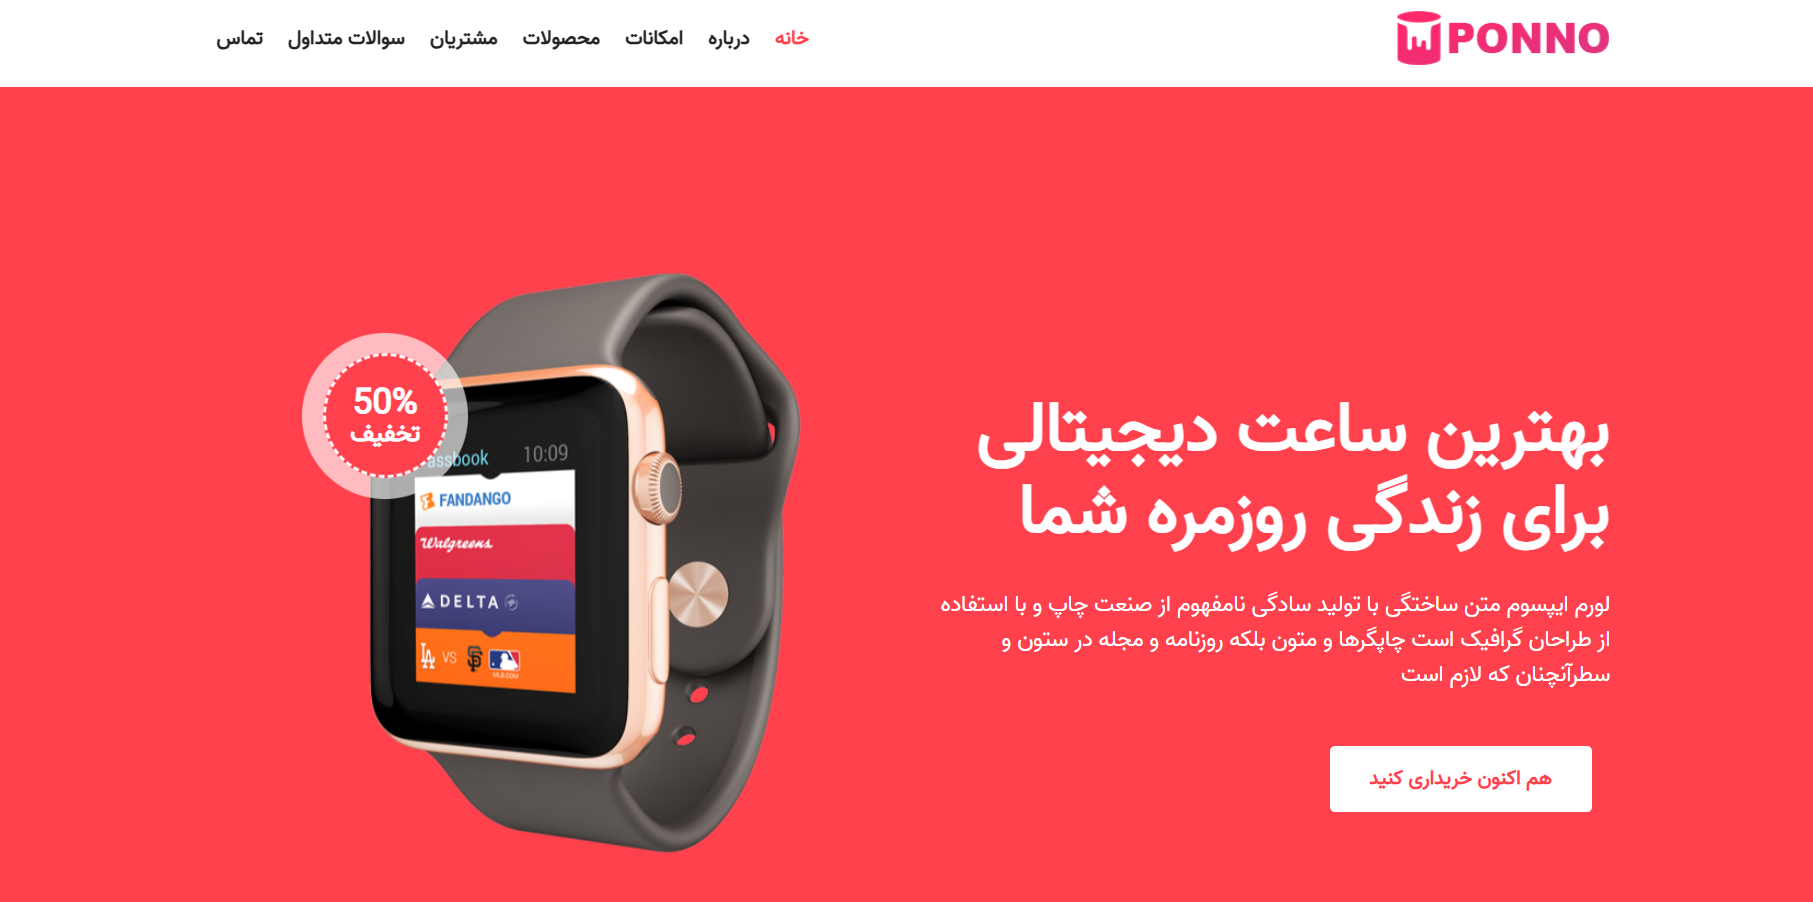 PONNO
خانه درباره امکانات محصولات مشتریان سوالات متداول تماس
بهترین ساعت دیجیتالی
برای زندگی روزمره شما
لورم ایپسوم متن ساختگی با تولید سادگی نامفهوم از صنعت چاپ و با استفاده
از طراحان گرافیک است چاپگرها و متون بلکه روزنامه و مجله در ستون و
سطرآنچنان که لازم است
هم اکنون خریداری کنید
50%
تخفیف
assbook 10:09
FANDANGO
Walgreens
DELTA
LA VS SF
MLB.COM